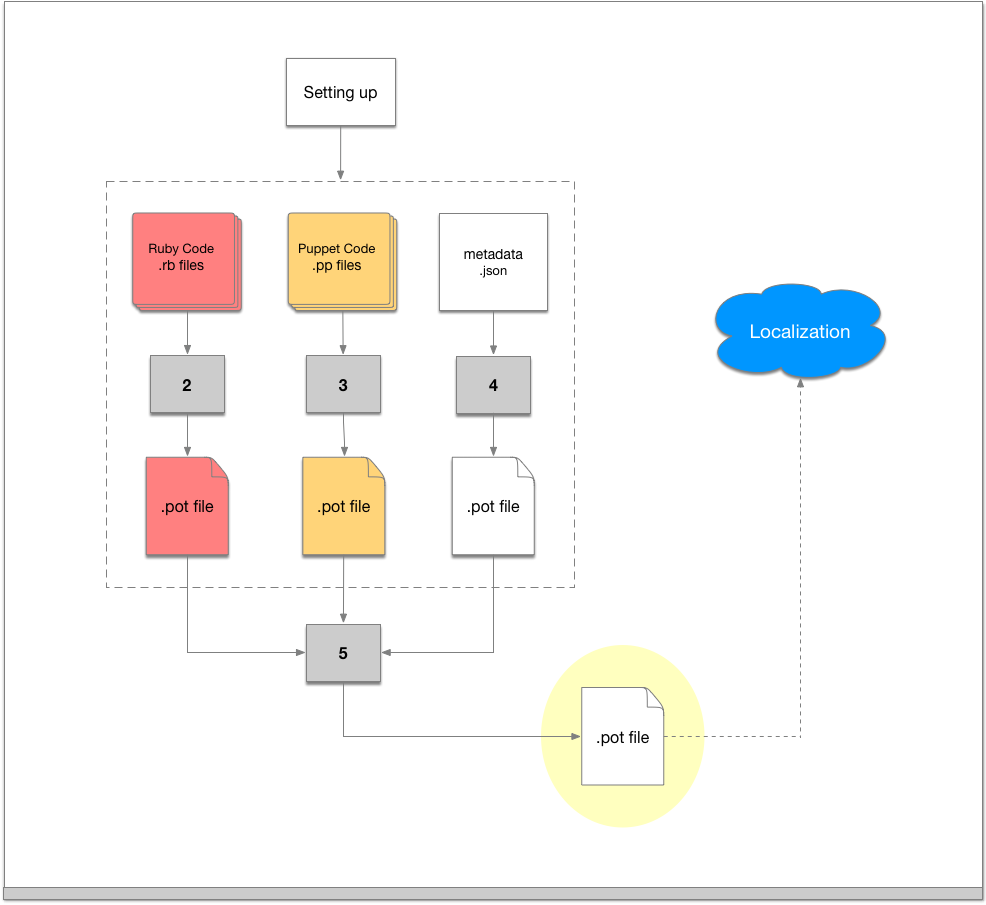 Setting up
Ruby Code
.rb files
Puppet Code
.pp files
metadata
.json
Localization
2
3
4
.pot file
.pot file
.pot file
5
.pot file